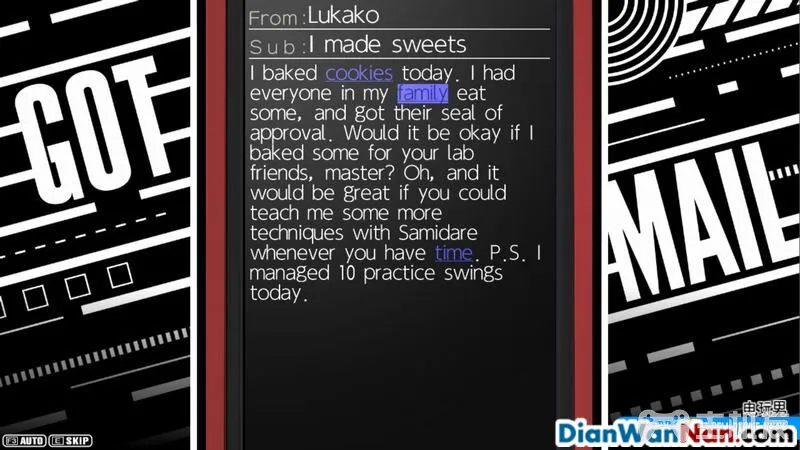 From: Lukako
Sub: I made sweets
I baked cookies today. I had
everyone in my family eat
some, and got their seal of
approval. Would it be okay if I
baked some for your lab
friends, master? Oh, and it
would be great if you could
teach me some more
techniques with Samidare
whenever you have time. P.S. I
managed 10 practice swings
today.
GOT
MAIL
AUTO SKIP
电玩男
DianWanNan.com